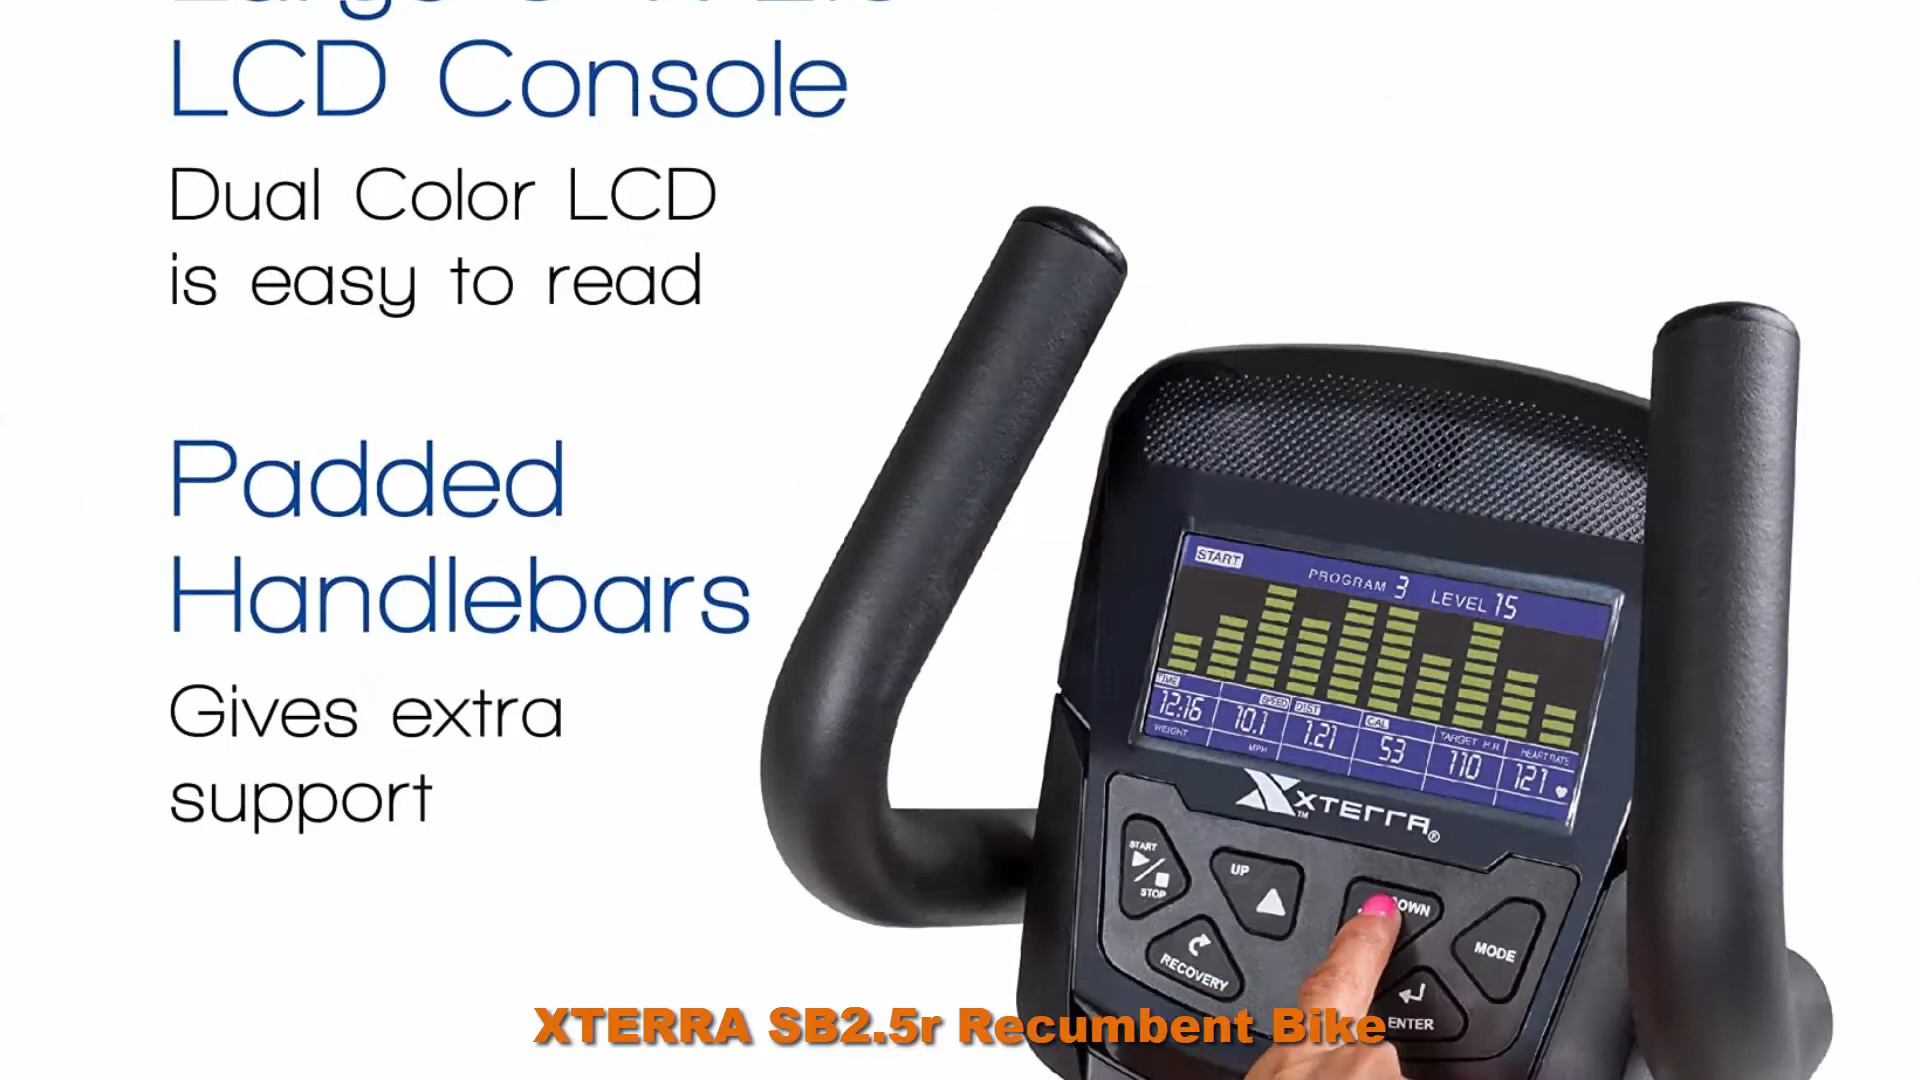 LCD Console
Dual Color LCD
is easy to read
Padded
Handlebars
Gives extra
support
START
PROGRAM 3 LEVEL 15
TIME SPEED DIST CAL TARGET H.R HEART RATE
12:16 10.1 1.21 53 110 121
WEIGHT MPH
XTERRA®
START
STOP
UP
DOWN
MODE
RECOVERY
ENTER
XTERRA SB2.5r Recumbent Bike